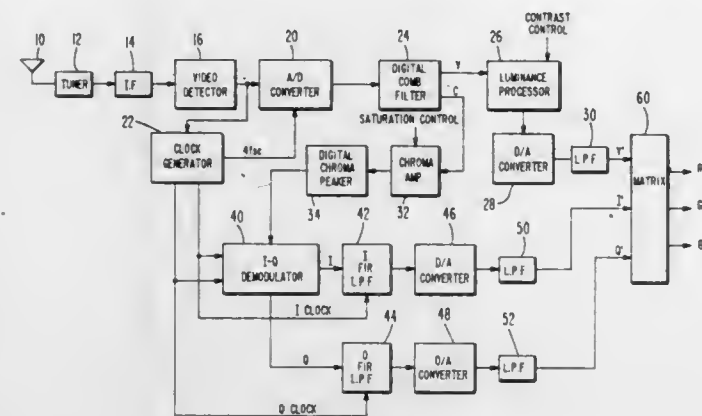 CONTRAST
CONTROL
10
12
14
16
20
24
26
TUNER
I.F
VIDEO
DETECTOR
A/D
CONVERTER
DIGITAL
COMB
FILTER
Y
C
LUMINANCE
PROCESSOR
22
CLOCK
GENERATOR
4fsc
SATURATION CONTROL
DIGITAL
CHROMA
PEAKER
34
CHROMA
AMP
32
D/A
CONVERTER
28
30
L.P.F
Y'
60
MATRIX
R
G
B
I'
Q'
40
I-Q
DEMODULATOR
I
42
I
FIR
L.P.F
46
D/A
CONVERTER
50
L.P.F
I CLOCK
Q
44
Q
FIR
L.P.F
48
D/A
CONVERTER
52
L.P.F
Q CLOCK